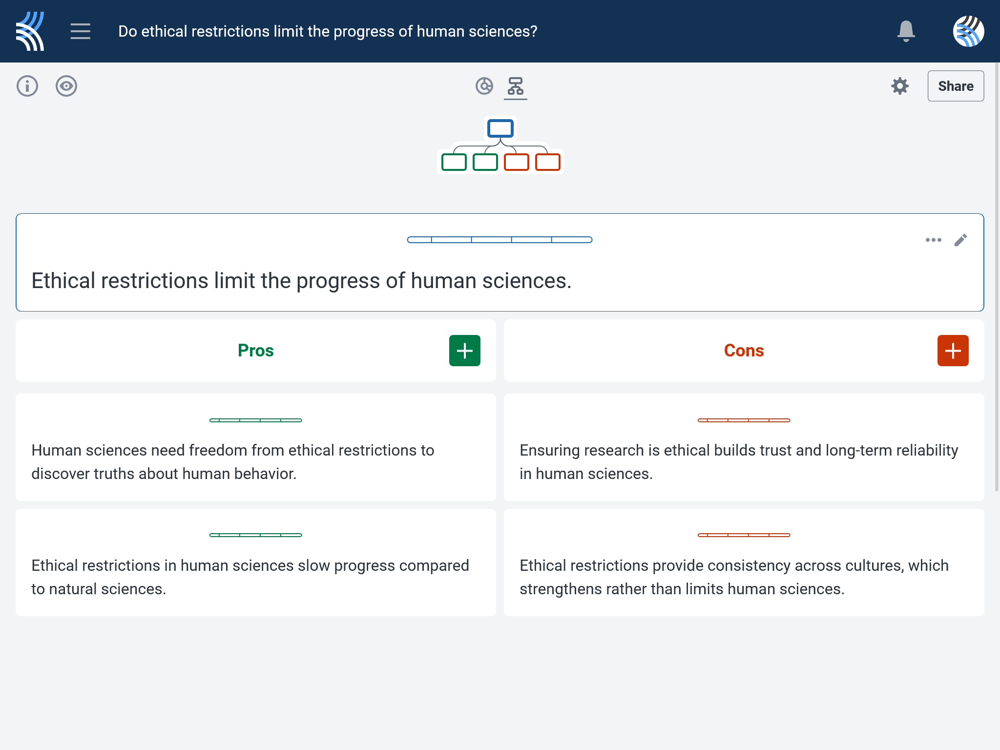 Do ethical restrictions limit the progress of human sciences?
Share
Ethical restrictions limit the progress of human sciences.
Pros
Cons
Human sciences need freedom from ethical restrictions to
discover truths about human behavior.
Ensuring research is ethical builds trust and long-term reliability
in human sciences.
Ethical restrictions in human sciences slow progress compared
to natural sciences.
Ethical restrictions provide consistency across cultures, which
strengthens rather than limits human sciences.